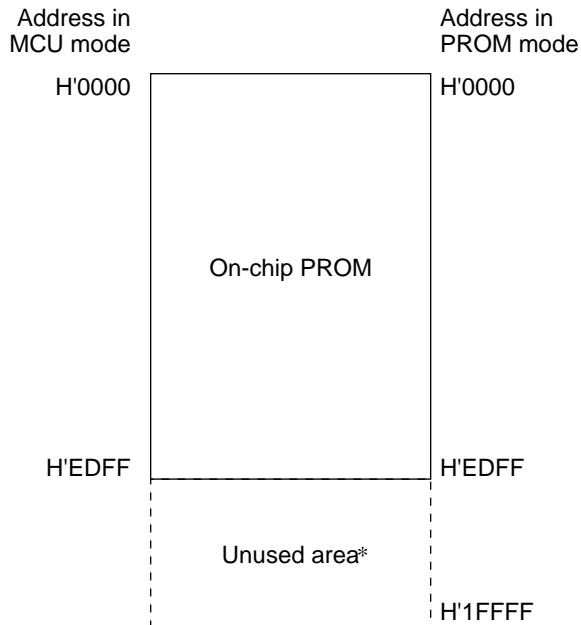 Address in
MCU mode
Address in
PROM mode
H'0000
H'0000
On-chip PROM
H'EDFF
H'EDFF
Unused area*
H'1FFFF